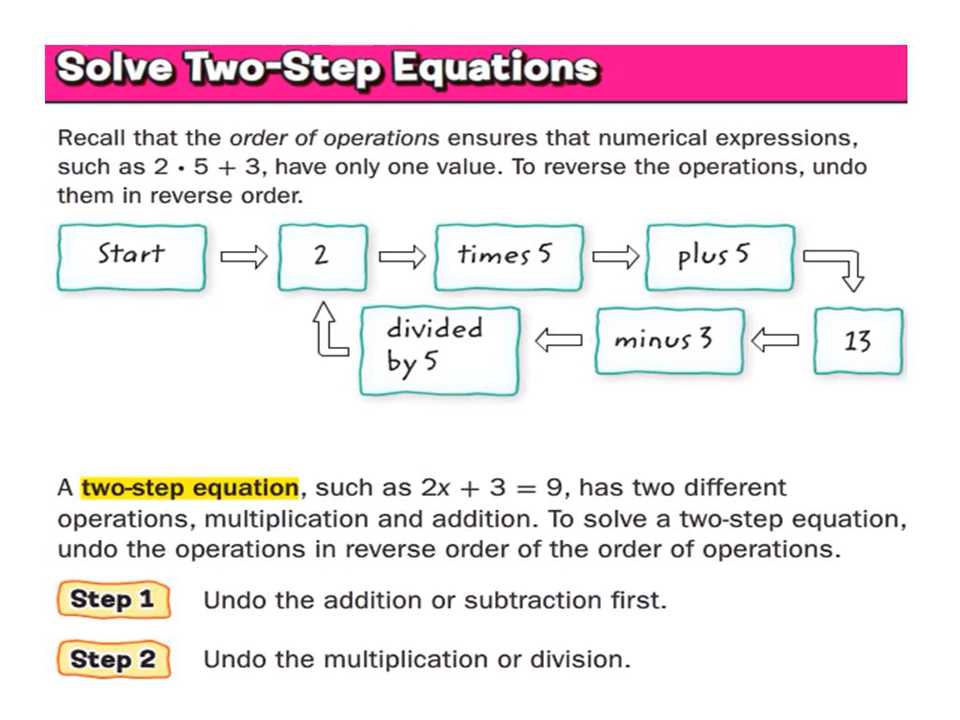 Solve Two-Step Equations
Recall that the order of operations ensures that numerical expressions,
such as 2 • 5 + 3, have only one value. To reverse the operations, undo
them in reverse order.
Start
2
times 5
plus 5
13
minus 3
divided
by 5
A two-step equation, such as 2x + 3 = 9, has two different
operations, multiplication and addition. To solve a two-step equation,
undo the operations in reverse order of the order of operations.
Step 1 Undo the addition or subtraction first.
Step 2 Undo the multiplication or division.